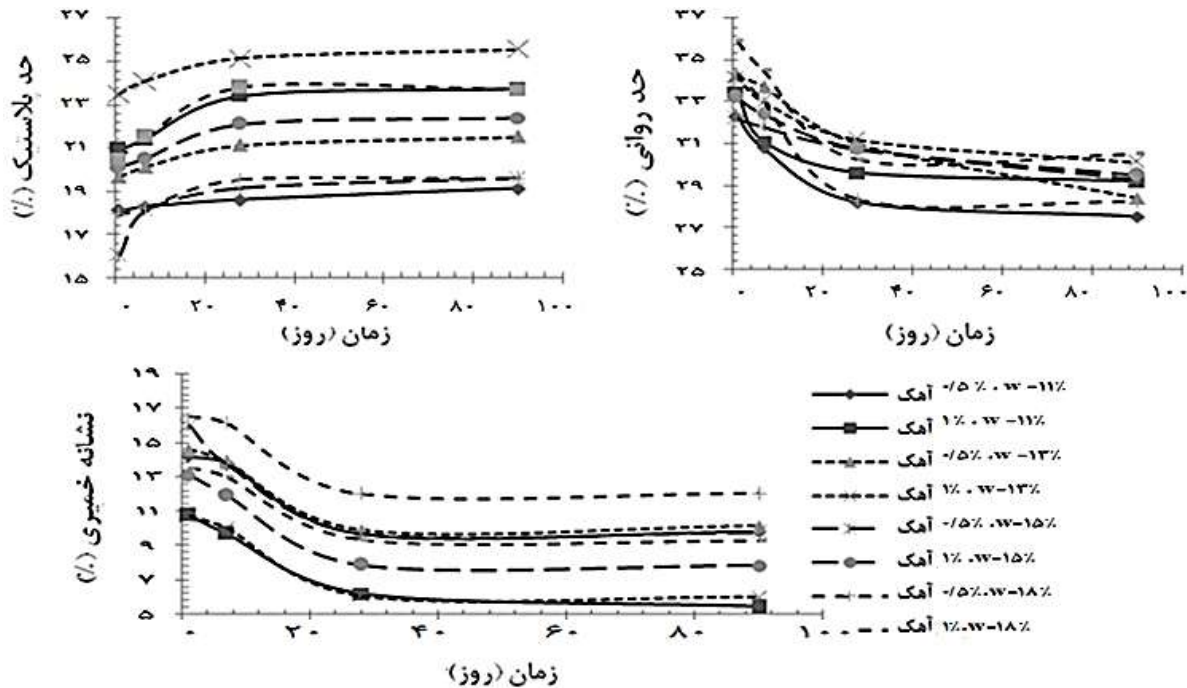 حد پلاستیک (٪)
۳۷
۳۵
۲۳
۲۱
۱۹
۱۷
۱۵
۰ ۲۰ ۴۰ ۶۰ ۸۰ ۱۰۰
زمان (روز)
حد روانی (٪)
۳۷
۳۵
۳۳
۳۱
۲۹
۲۷
۲۵
۰ ۲۰ ۴۰ ۶۰ ۸۰ ۱۰۰
زمان (روز)
نشانه خمیری (٪)
۱۹
۱۷
۱۵
۱۳
۱۱
۹
۷
۵
۰ ۲۰ ۴۰ ۶۰ ۸۰ ۱۰۰
زمان (روز)
آهک ۰/۵٪ ، w-۱۱٪
آهک ۱٪ ، w-۱۱٪
آهک ۰/۵٪ ، w-۱۳٪
آهک ۱٪ ، w-۱۳٪
آهک ۰/۵٪ ، w-۱۵٪
آهک ۱٪ ، w-۱۵٪
آهک ۰/۵٪ ، w-۱۸٪
آهک ۱٪ ، w-۱۸٪